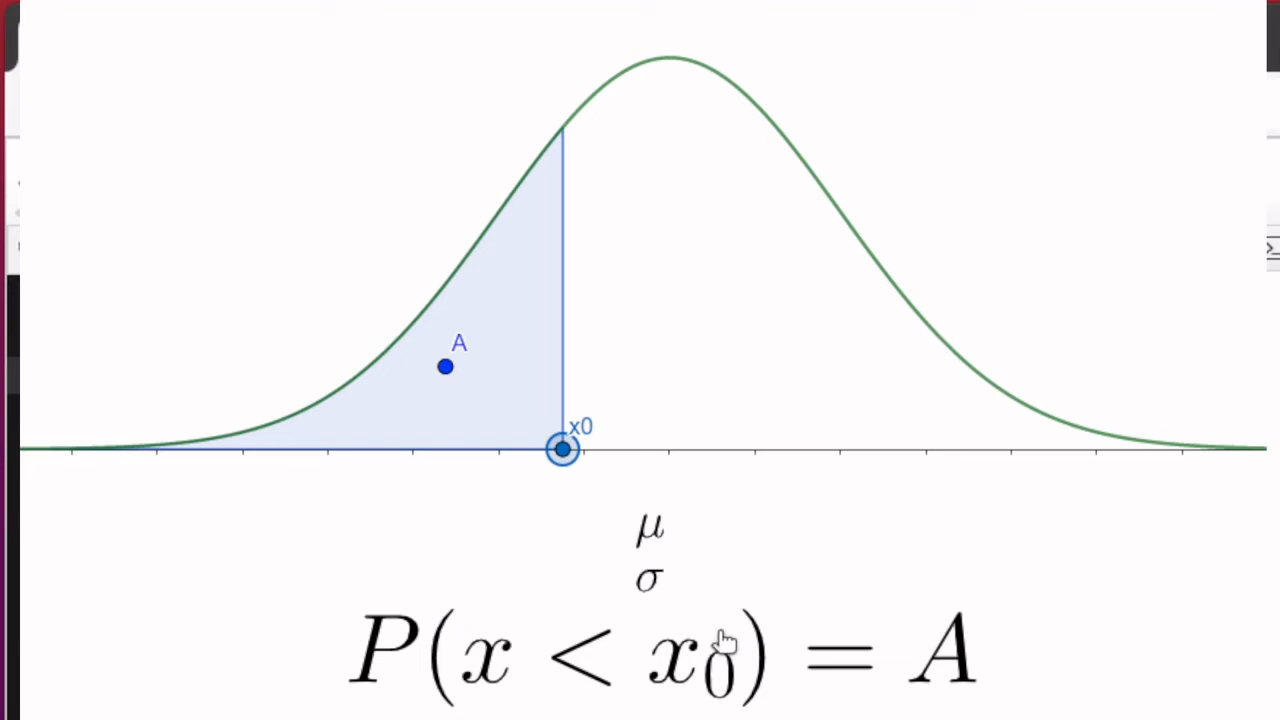 A
x0
μ
σ
P(x < x₀) = A